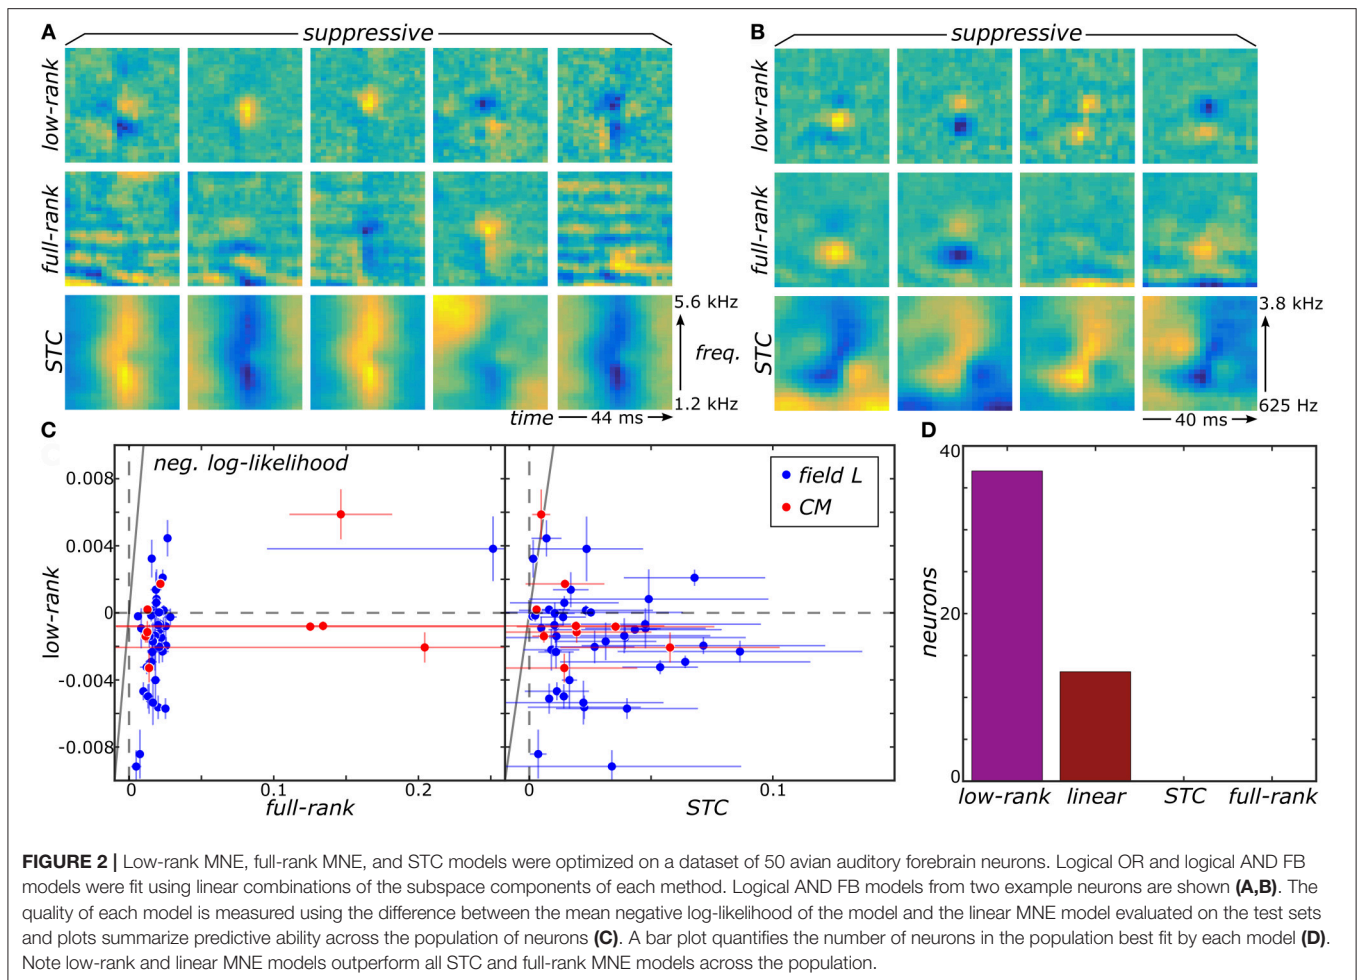 A
suppressive
B
suppressive
low-rank
low-rank
full-rank
full-rank
STC
5.6 kHz
freq.
1.2 kHz
time
44 ms
STC
3.8 kHz
625 Hz
40 ms
C
neg. log-likelihood
field L
CM
low-rank
0.008
0.004
0
-0.004
-0.008
0
0.1
0.2
full-rank
0
0.1
STC
D
neurons
40
20
0
low-rank
linear
STC
full-rank
FIGURE 2 | Low-rank MNE, full-rank MNE, and STC models were optimized on a dataset of 50 avian auditory forebrain neurons. Logical OR and logical AND FB
models were fit using linear combinations of the subspace components of each method. Logical AND FB models from two example neurons are shown (A,B). The
quality of each model is measured using the difference between the mean negative log-likelihood of the model and the linear MNE model evaluated on the test sets
and plots summarize predictive ability across the population of neurons (C). A bar plot quantifies the number of neurons in the population best fit by each model (D).
Note low-rank and linear MNE models outperform all STC and full-rank MNE models across the population.